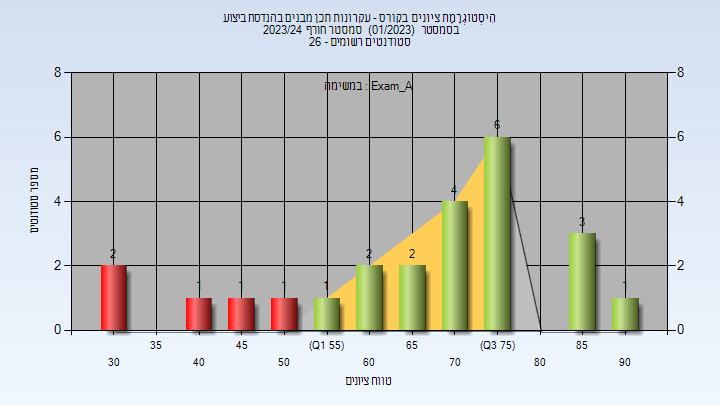 היסטוגרמת ציונים בקורס - עקרונות תכן מבנים בהנדסת ביצוע
בסמסטר (01/2023) סמסטר חורף 2023/24
סטודנטים רשומים - 26
במשימה : Exam_A
8 8
6 6
4 4
2 2
0 0
מספר סטודנטים
2 1 1 1 1 2 2 4 6 3 1
35 45 (Q1 55) 65 (Q3 75) 85
30 40 50 60 70 80 90
טווח ציונים